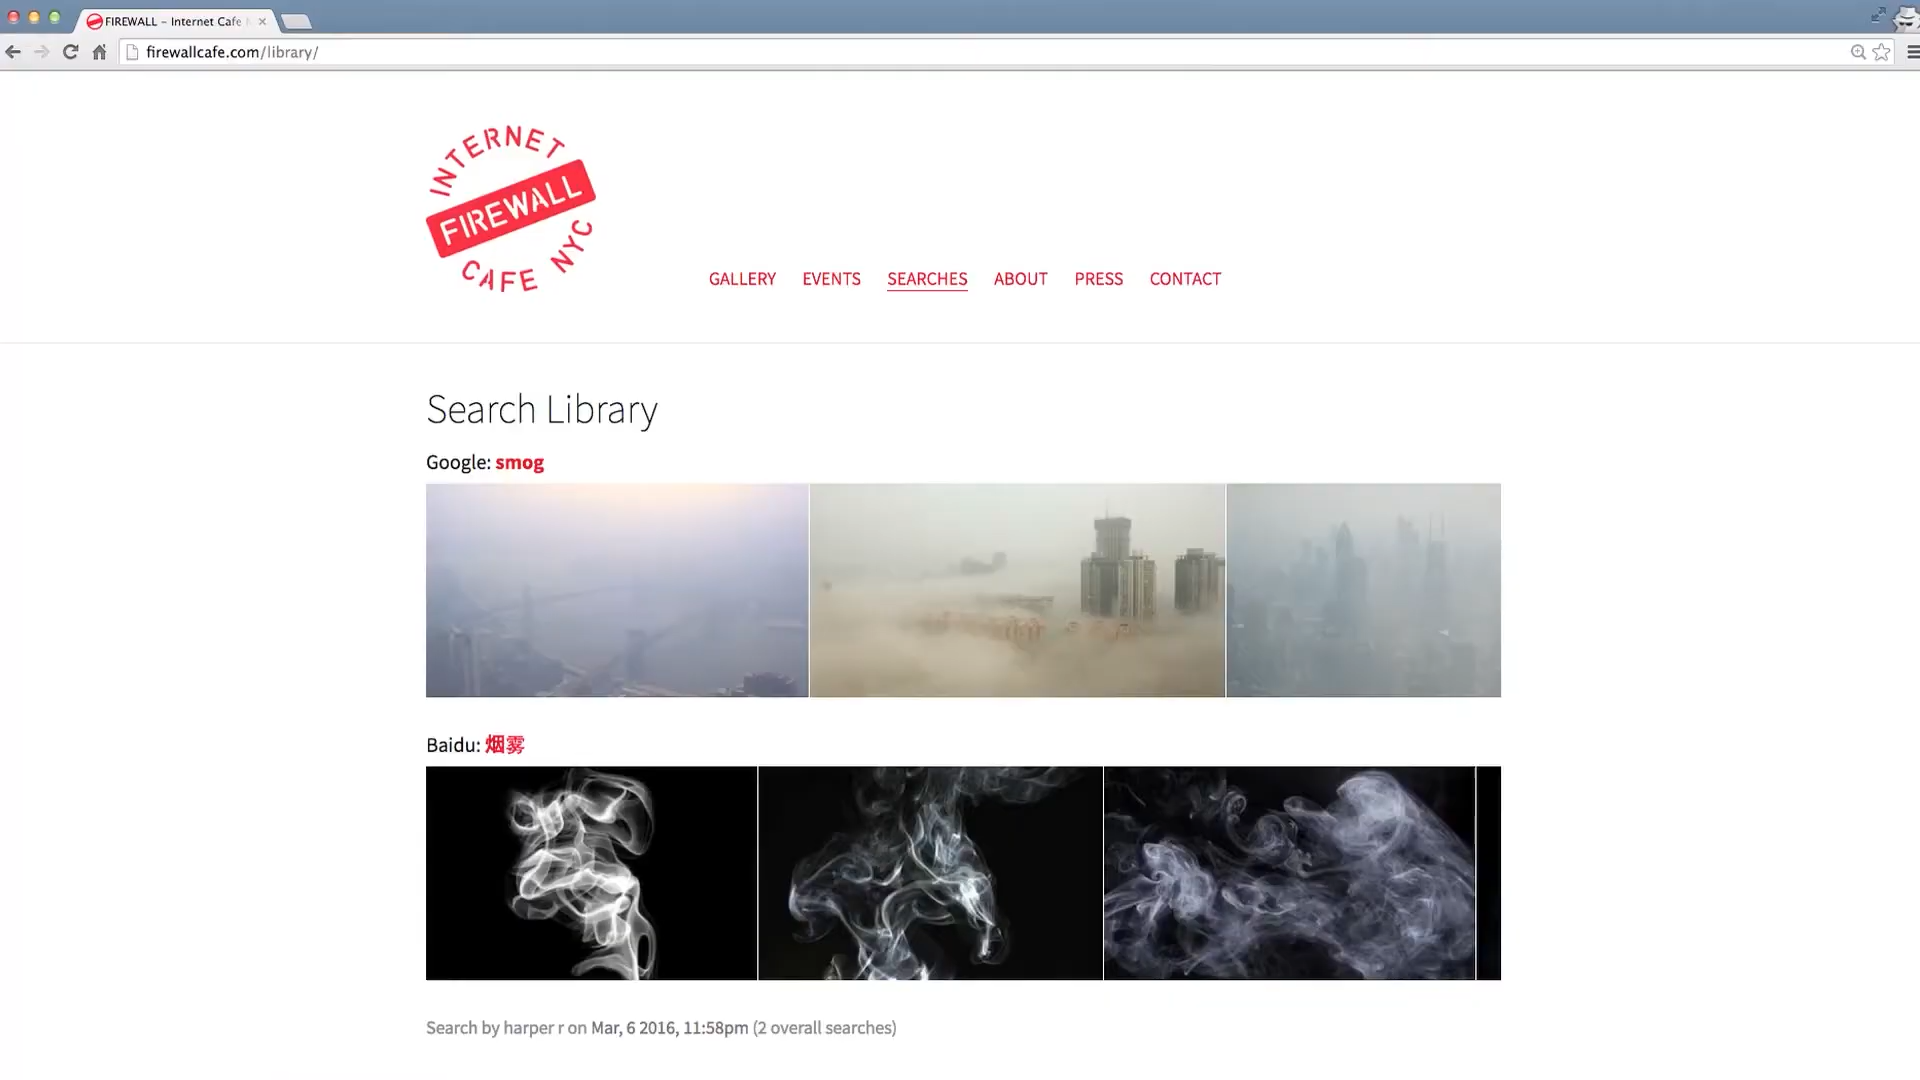 FIREWALL – Internet Cafe
firewallcafe.com/library/
INTERNET
FIREWALL
CAFE NYC
GALLERY EVENTS SEARCHES ABOUT PRESS CONTACT
Search Library
Google: smog
Baidu: 烟雾
Search by harper r on Mar, 6 2016, 11:58pm (2 overall searches)